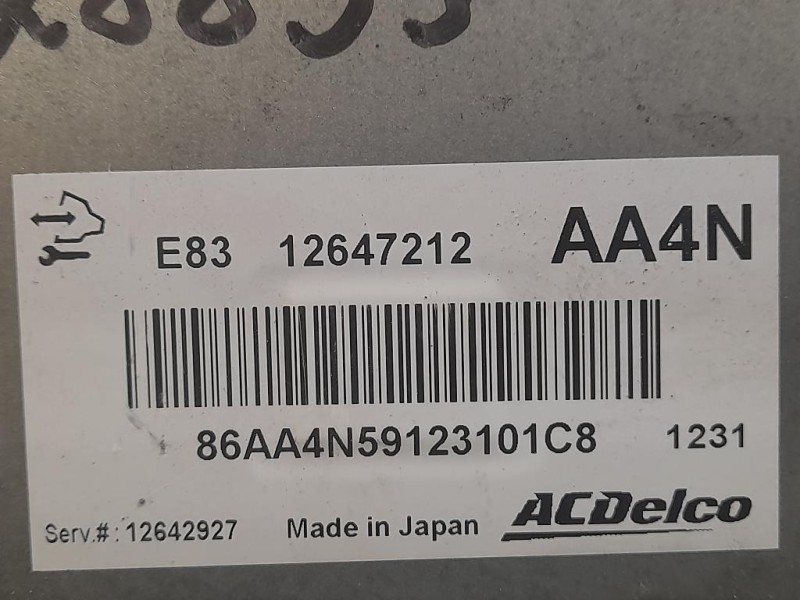 E83 12647212 AA4N
86AA4N59123101C8 1231
Serv.#: 12642927 Made in Japan ACDelco